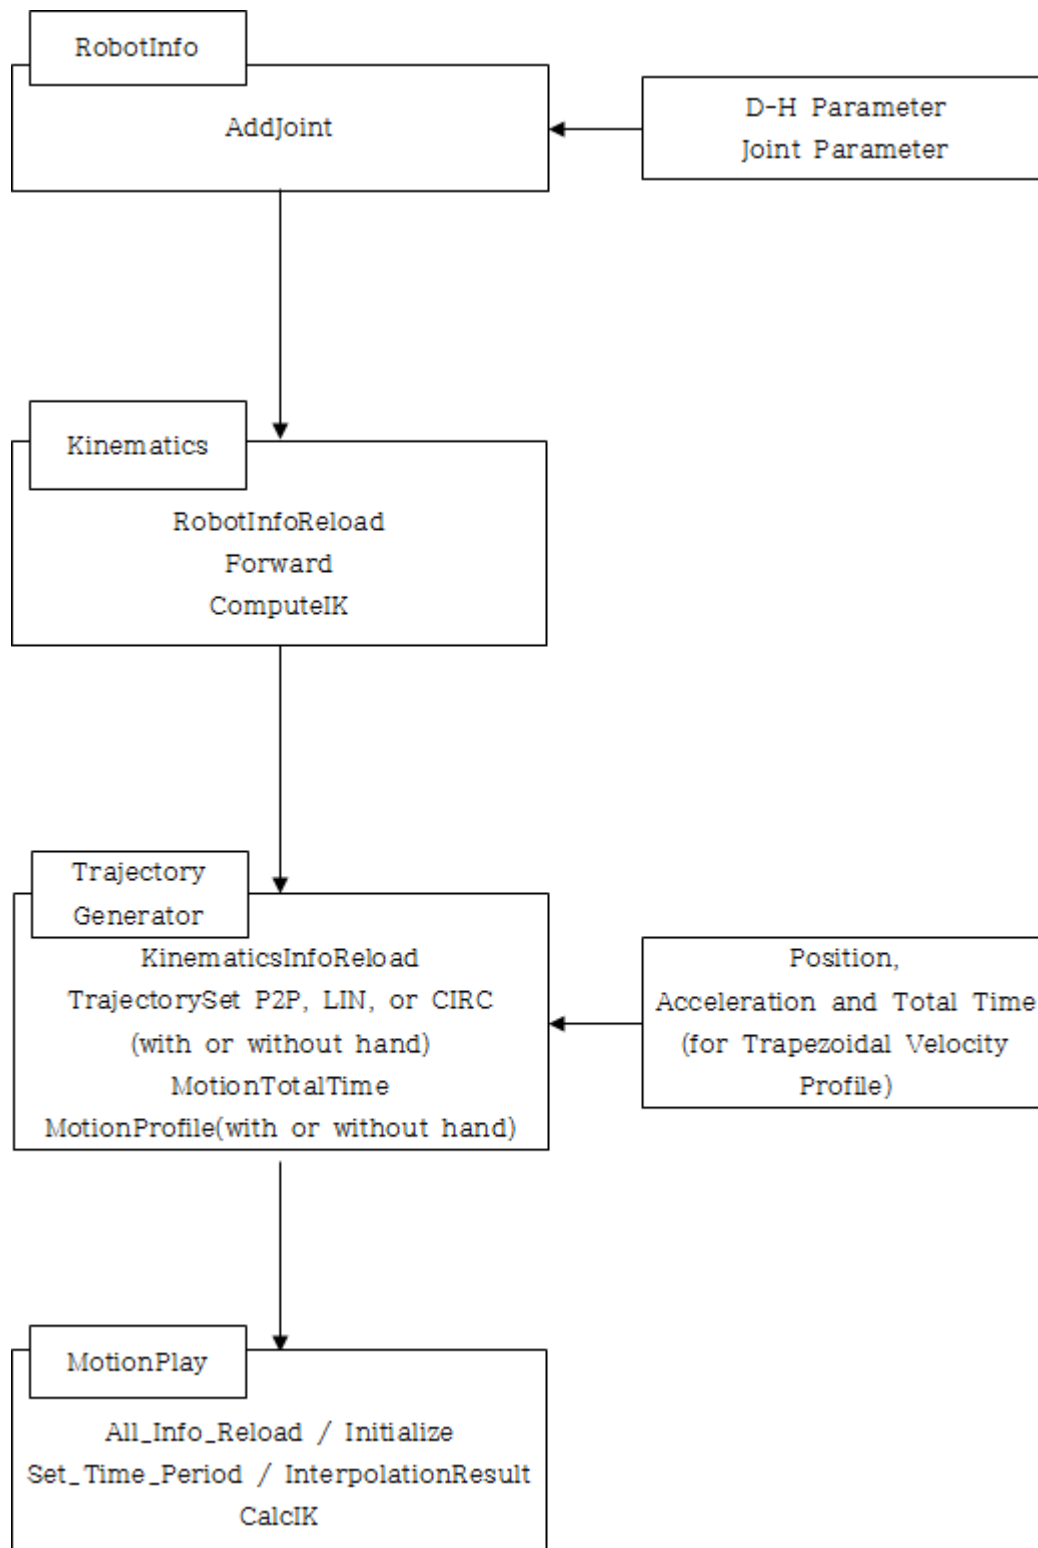 RobotInfo
AddJoint
D-H Parameter
Joint Parameter
Kinematics
RobotInfoReload
Forward
ComputeIK
Trajectory
Generator
KinematicsInfoReload
TrajectorySet P2P, LIN, or CIRC
(with or without hand)
MotionTotalTime
MotionProfile(with or without hand)
Position,
Acceleration and Total Time
(for Trapezoidal Velocity
Profile)
MotionPlay
All_Info_Reload / Initialize
Set_Time_Period / InterpolationResult
CalcIK